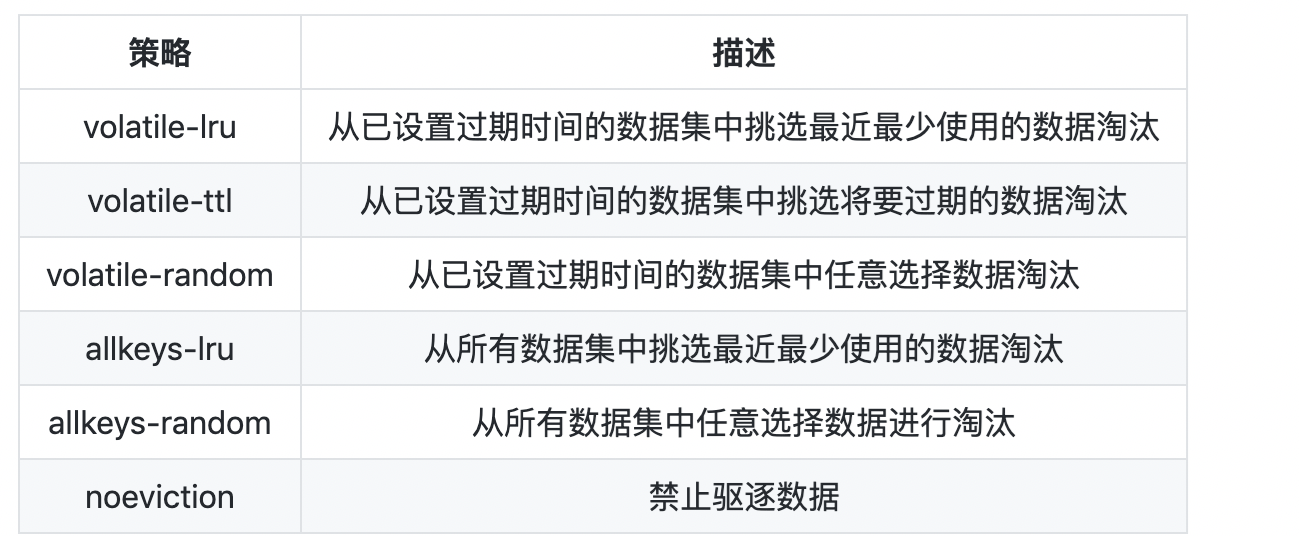 策略 描述
volatile-lru 从已设置过期时间的数据集中挑选最近最少使用的数据淘汰
volatile-ttl 从已设置过期时间的数据集中挑选将要过期的数据淘汰
volatile-random 从已设置过期时间的数据集中任意选择数据淘汰
allkeys-lru 从所有数据集中挑选最近最少使用的数据淘汰
allkeys-random 从所有数据集中任意选择数据进行淘汰
noeviction 禁止驱逐数据